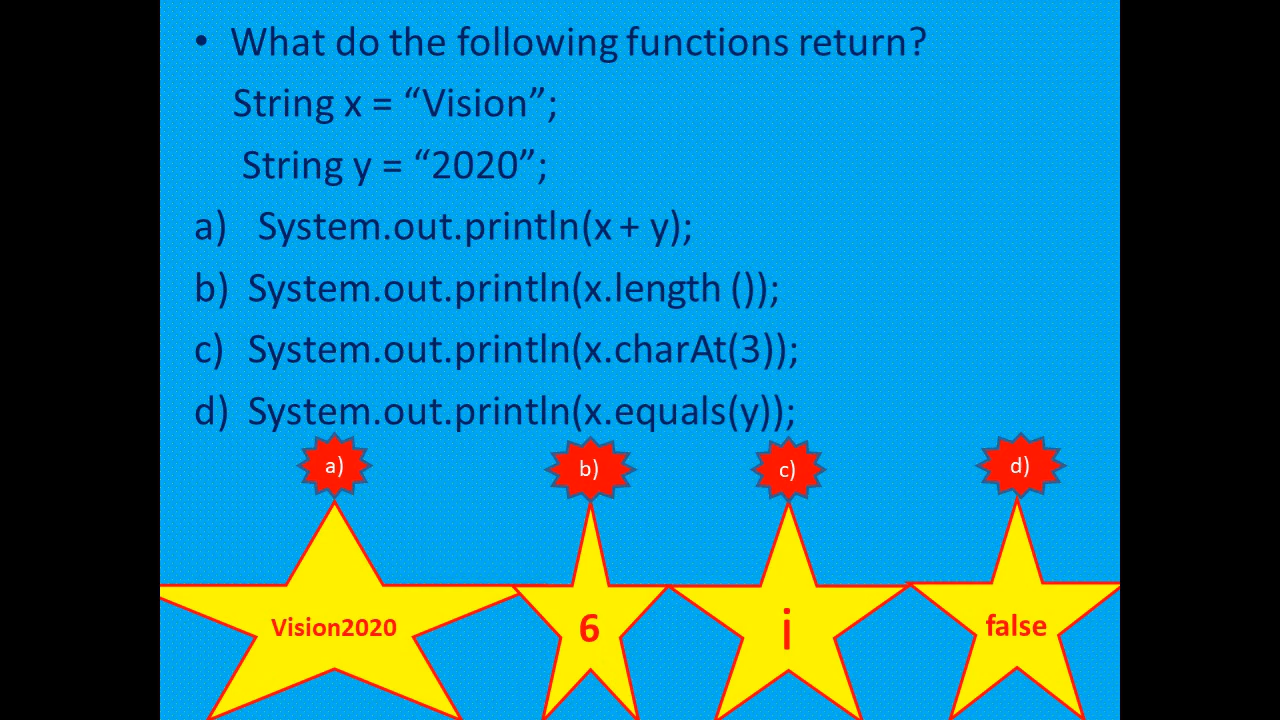 • What do the following functions return?
String x = “Vision”;
String y = “2020”;
a) System.out.println(x + y);
b) System.out.println(x.length ());
c) System.out.println(x.charAt(3));
d) System.out.println(x.equals(y));
a) b) c) d)
Vision2020 6 i false